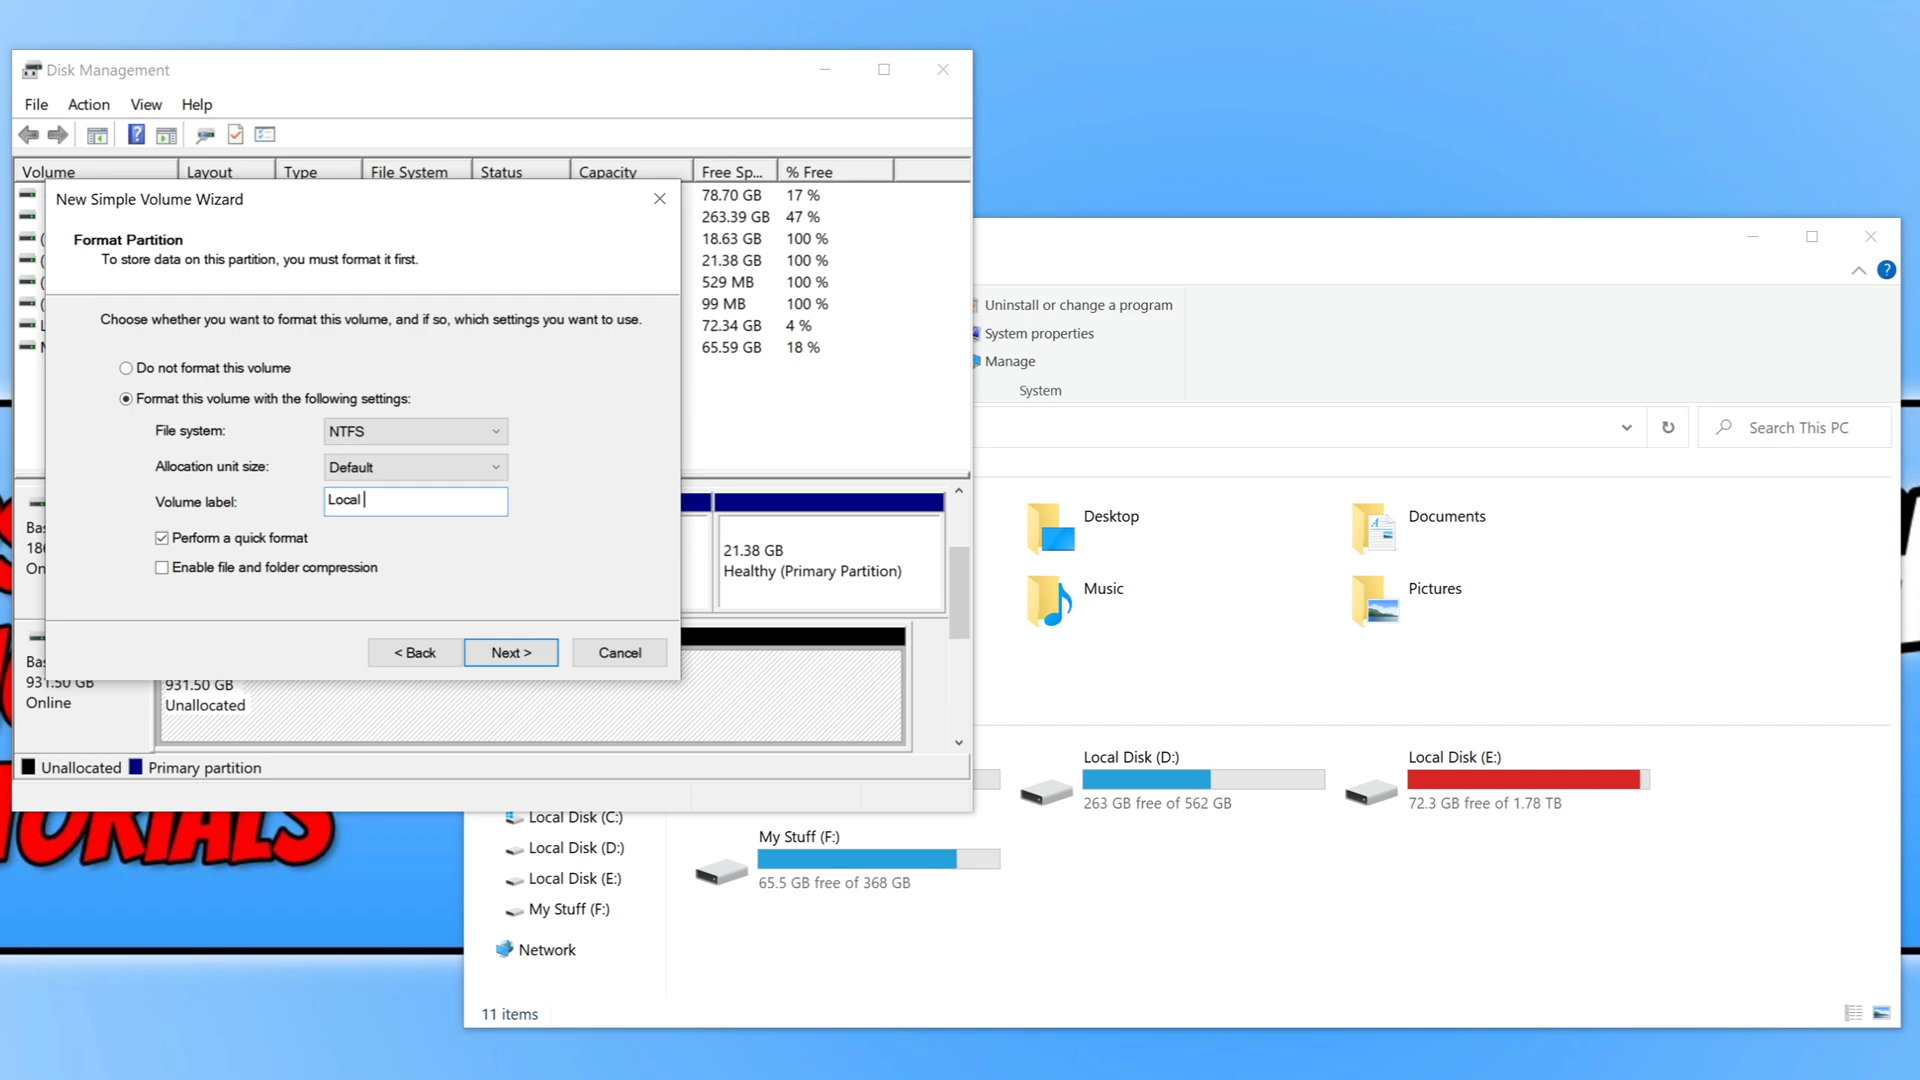 Disk Management
File Action View Help
Volume Layout Type File System Status Capacity Free Sp... % Free
78.70 GB 17 %
263.39 GB 47 %
18.63 GB 100 %
21.38 GB 100 %
529 MB 100 %
99 MB 100 %
72.34 GB 4 %
65.59 GB 18 %
New Simple Volume Wizard
Format Partition
To store data on this partition, you must format it first.
Choose whether you want to format this volume, and if so, which settings you want to use.
Do not format this volume
Format this volume with the following settings:
File system: NTFS
Allocation unit size: Default
Volume label: Local
Perform a quick format
Enable file and folder compression
< Back Next > Cancel
21.38 GB
Healthy (Primary Partition)
931.50 GB
Online
931.50 GB
Unallocated
Unallocated Primary partition
Uninstall or change a program
System properties
Manage
System
Search This PC
Desktop
Documents
Music
Pictures
Local Disk (D:)
263 GB free of 562 GB
Local Disk (E:)
72.3 GB free of 1.78 TB
My Stuff (F:)
65.5 GB free of 368 GB
Local Disk (C:)
Local Disk (D:)
Local Disk (E:)
My Stuff (F:)
Network
11 items